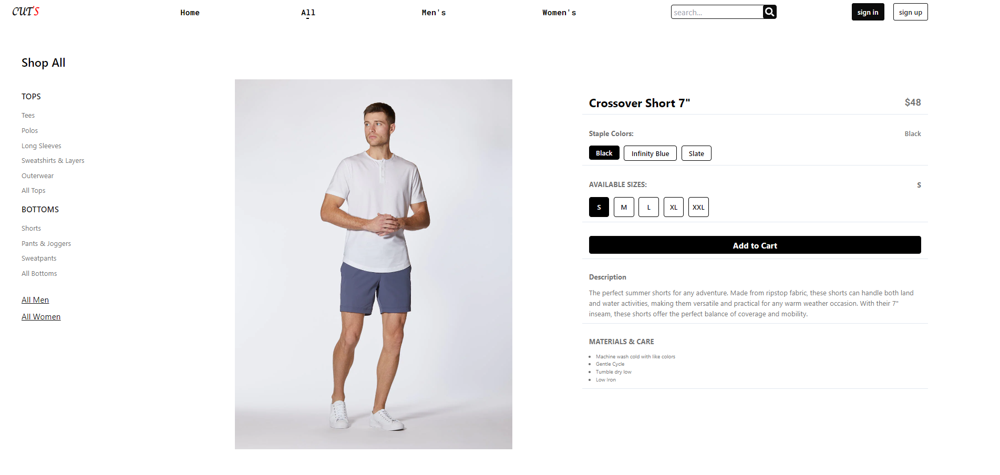 CUT'S
Home
All
Men's
Women's
search...
sign in
sign up
Shop All
TOPS
Tees
Polos
Long Sleeves
Sweatshirts & Layers
Outerwear
All Tops
BOTTOMS
Shorts
Pants & Joggers
Sweatpants
All Bottoms
All Men
All Women
Crossover Short 7"
$48
Staple Colors:
Black
Black
Infinity Blue
Slate
AVAILABLE SIZES:
S
S
M
L
XL
XXL
Add to Cart
Description
The perfect summer shorts for any adventure. Made from ripstop fabric, these shorts can handle both land
and water activities, making them versatile and practical for any warm weather occasion. With their 7"
inseam, these shorts offer the perfect balance of coverage and mobility.
MATERIALS & CARE
• Machine wash cold with like colors
• Gentle Cycle
• Tumble dry low
• Low Iron